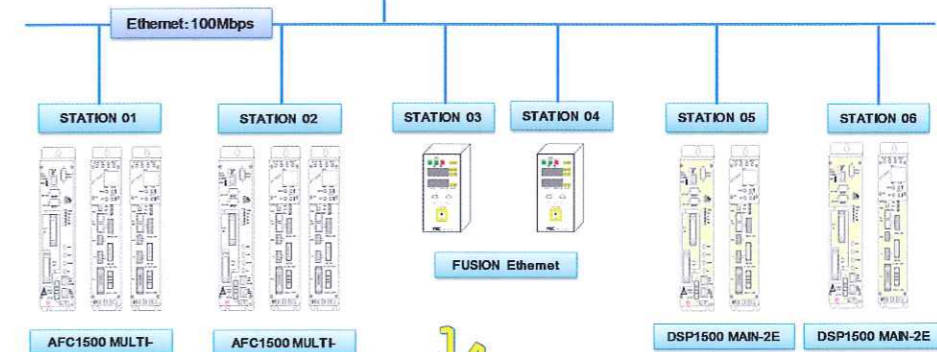 Ethernet: 100Mbps
STATION 01
STATION 02
STATION 03
STATION 04
STATION 05
STATION 06
FUSION Ethernet
AFC1500 MULTI-
AFC1500 MULTI-
DSP1500 MAIN-2E
DSP1500 MAIN-2E